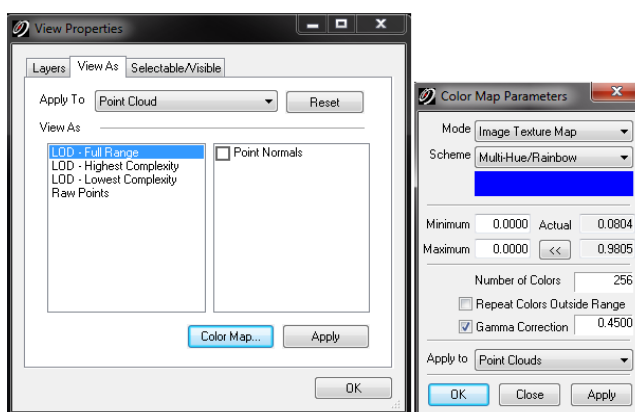 View Properties
Layers View As Selectable/Visible
Apply To Point Cloud Reset
View As
LOD - Full Range
LOD - Highest Complexity
LOD - Lowest Complexity
Raw Points
Point Normals
Color Map... Apply
OK
Color Map Parameters
Mode Image Texture Map
Scheme Multi-Hue/Rainbow
Minimum 0.0000 Actual 0.0804
Maximum 0.0000 << 0.9805
Number of Colors 256
Repeat Colors Outside Range
Gamma Correction 0.4500
Apply to Point Clouds
OK Close Apply